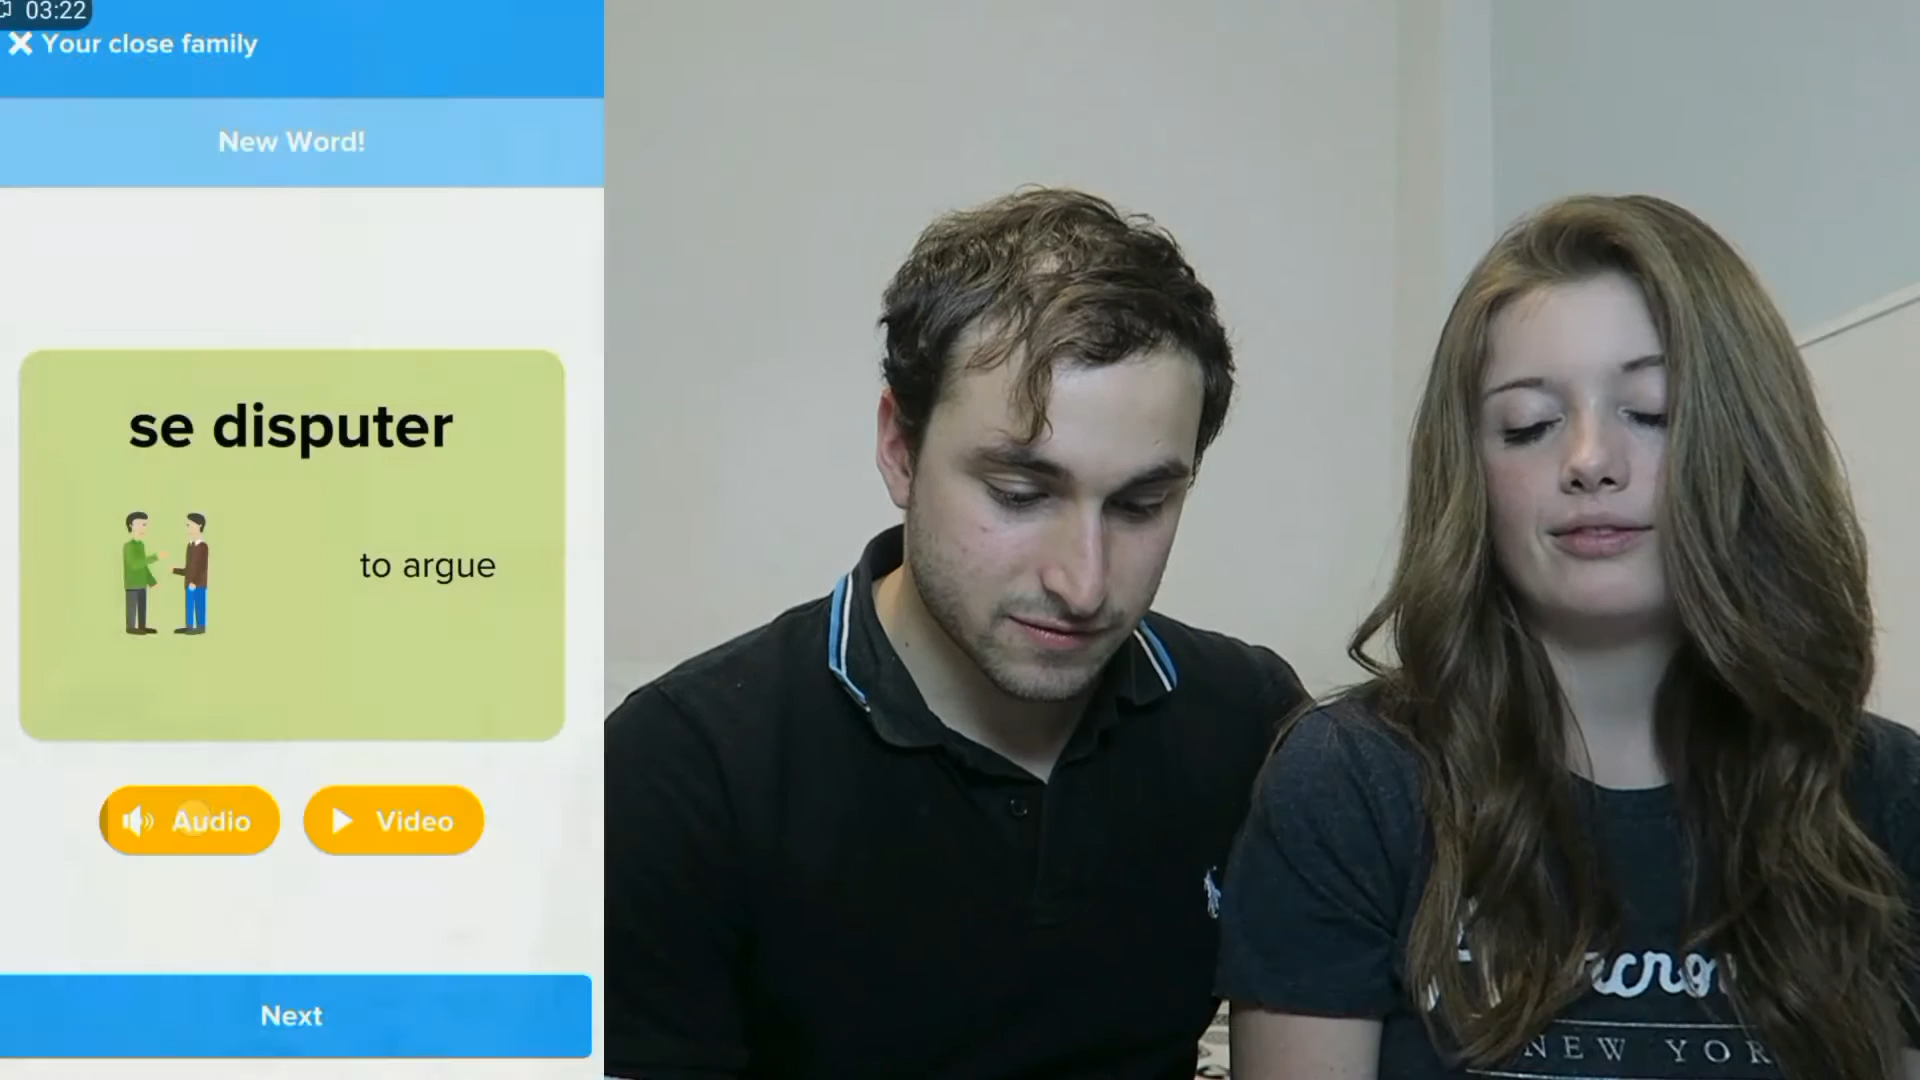 03:22
Your close family
New Word!
se disputer
to argue
Audio
Video
Next
NEW YOR